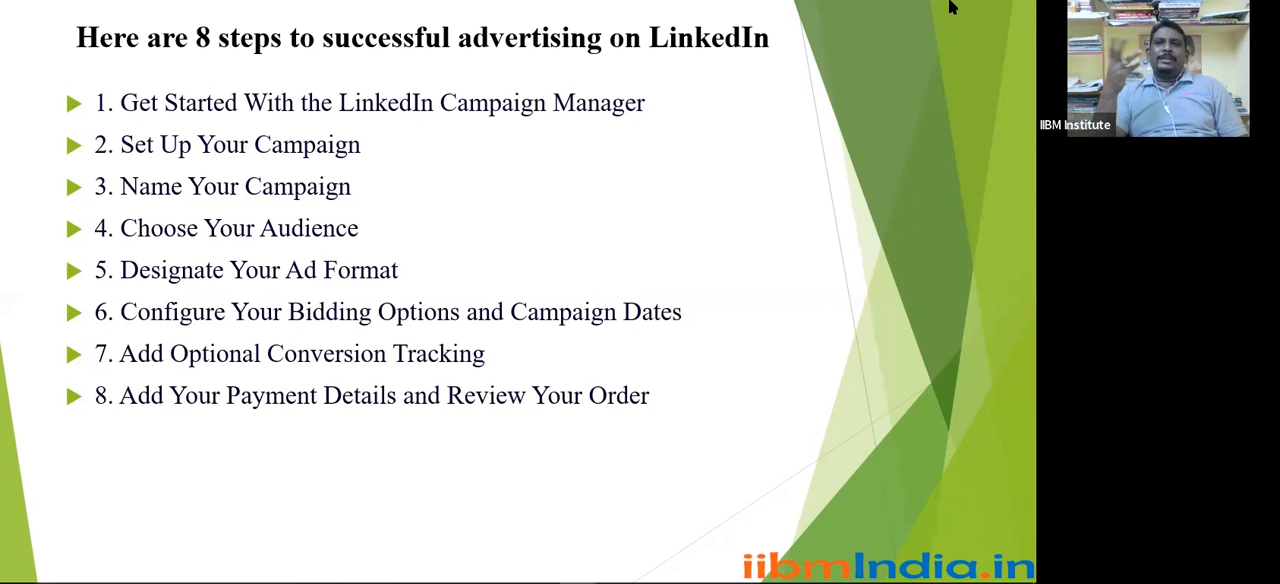 Here are 8 steps to successful advertising on LinkedIn
1. Get Started With the LinkedIn Campaign Manager
2. Set Up Your Campaign
3. Name Your Campaign
4. Choose Your Audience
5. Designate Your Ad Format
6. Configure Your Bidding Options and Campaign Dates
7. Add Optional Conversion Tracking
8. Add Your Payment Details and Review Your Order
iibmIndia.in
IIBM Institute